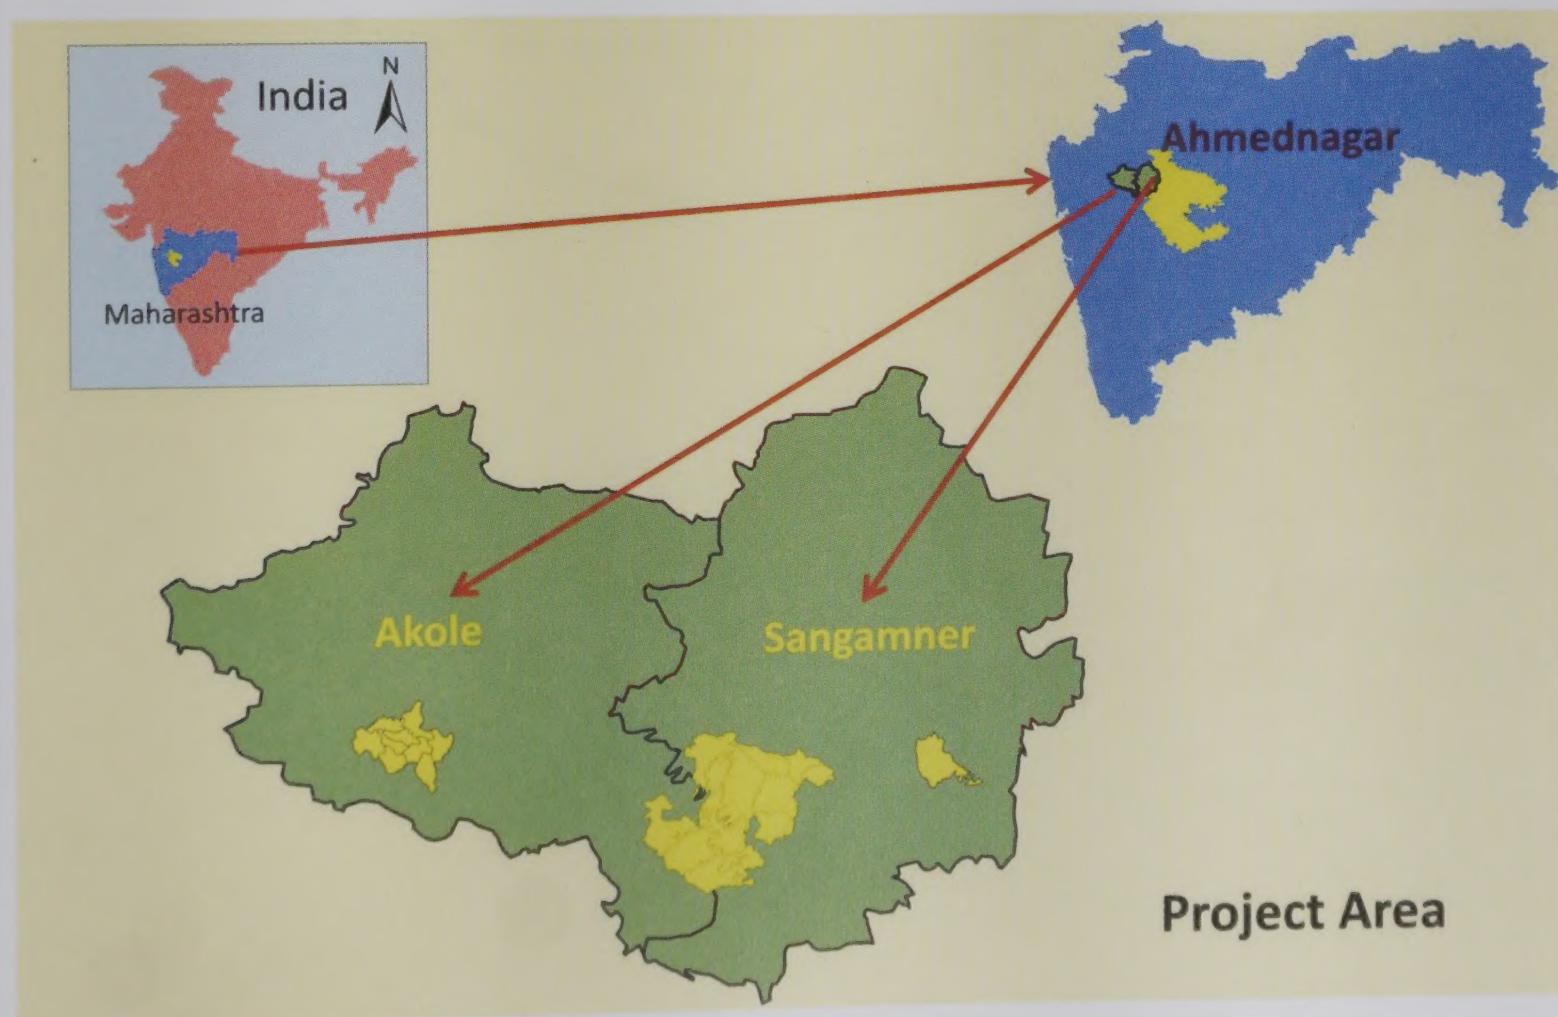 India
N
Maharashtra
Ahmednagar
Akole
Sangamner
Project Area